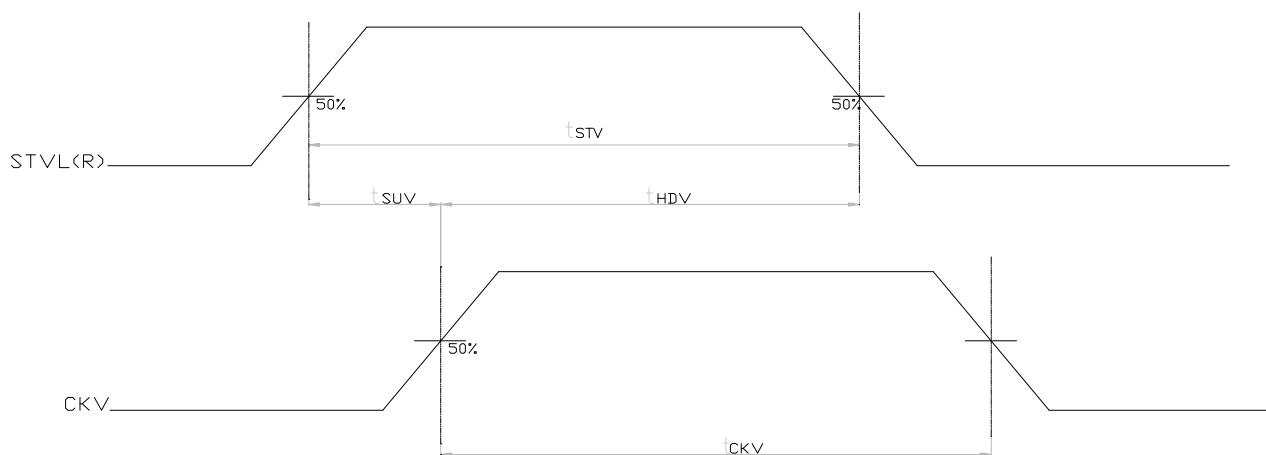 50%
50%
tSTV
STVL(R)
tSUV
tHDV
50%
CKV
tCKV